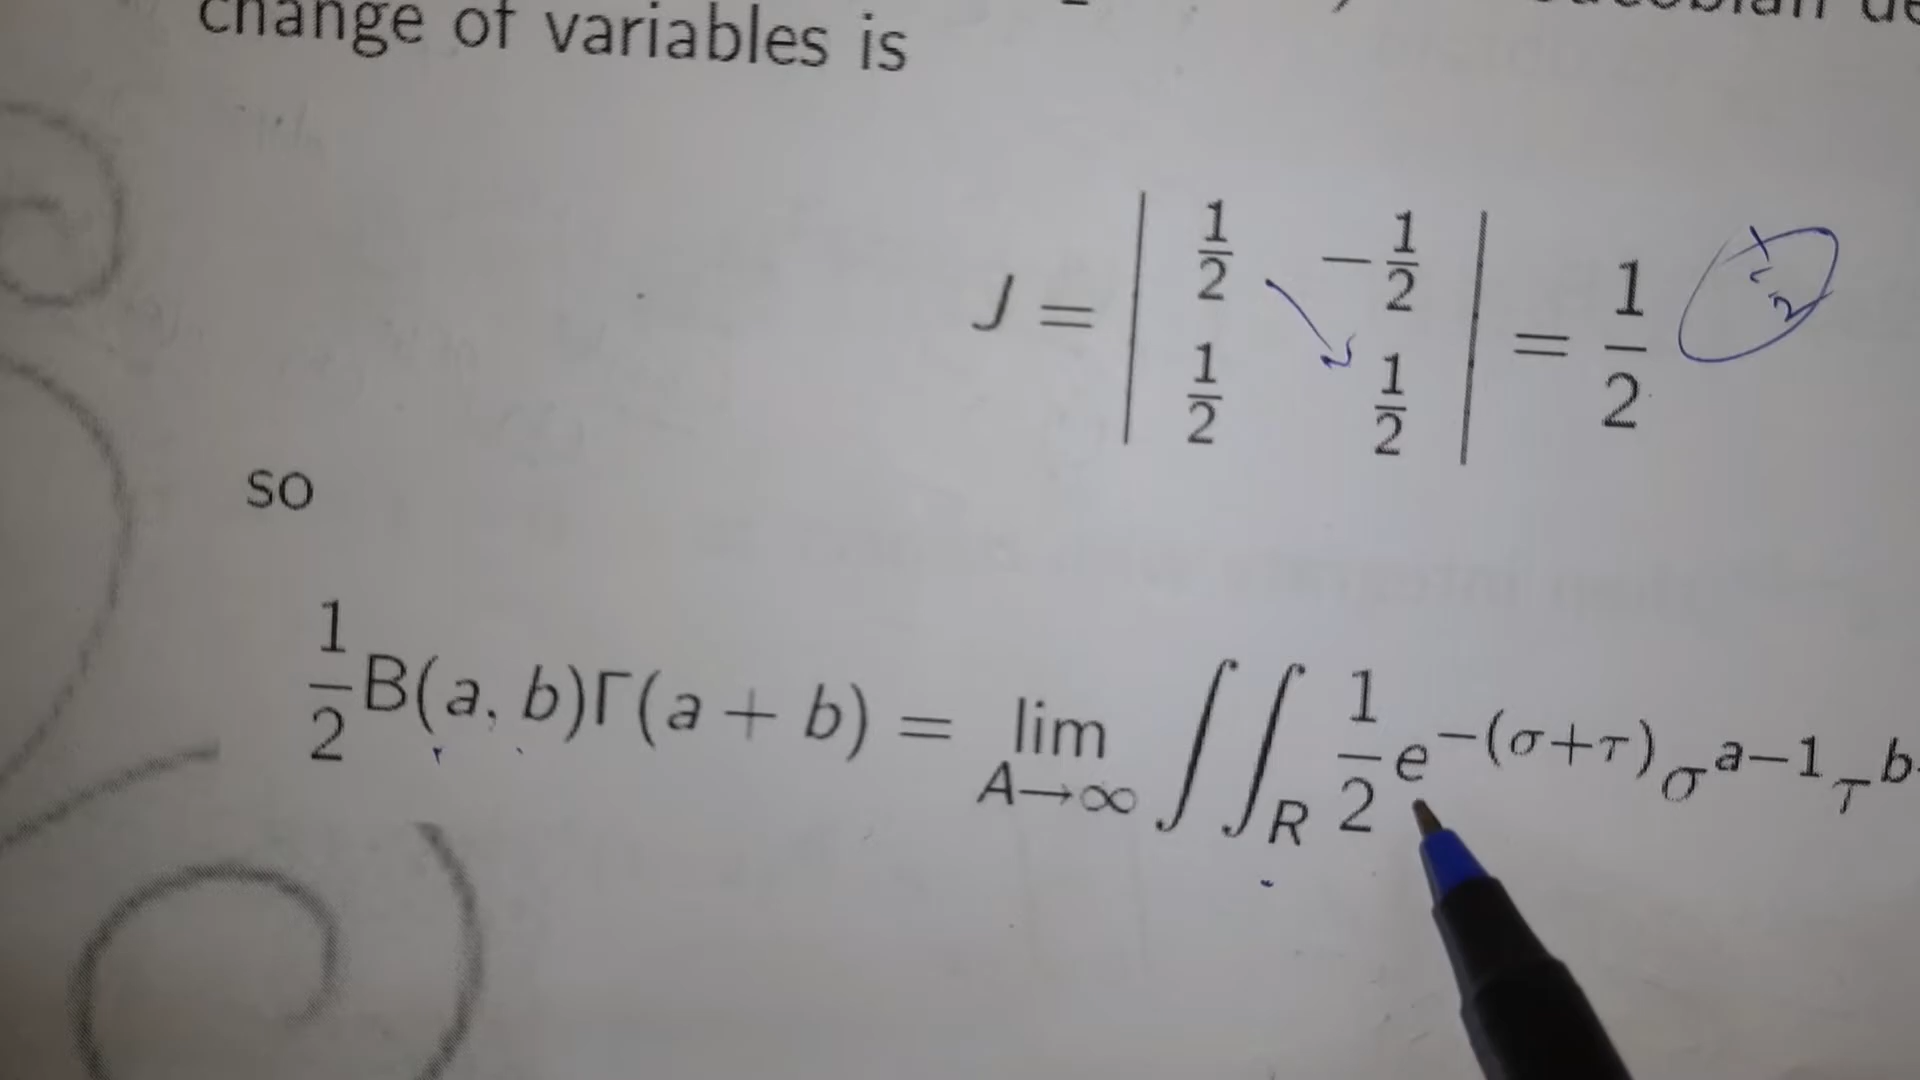 change of variables is
J = | 1/2 -1/2 |
| 1/2 1/2 | = 1/2
so
1/2 B(a, b)Γ(a + b) = lim A→∞ ∫∫_R 1/2 e^−(σ+τ) σ^a−1 τ^b